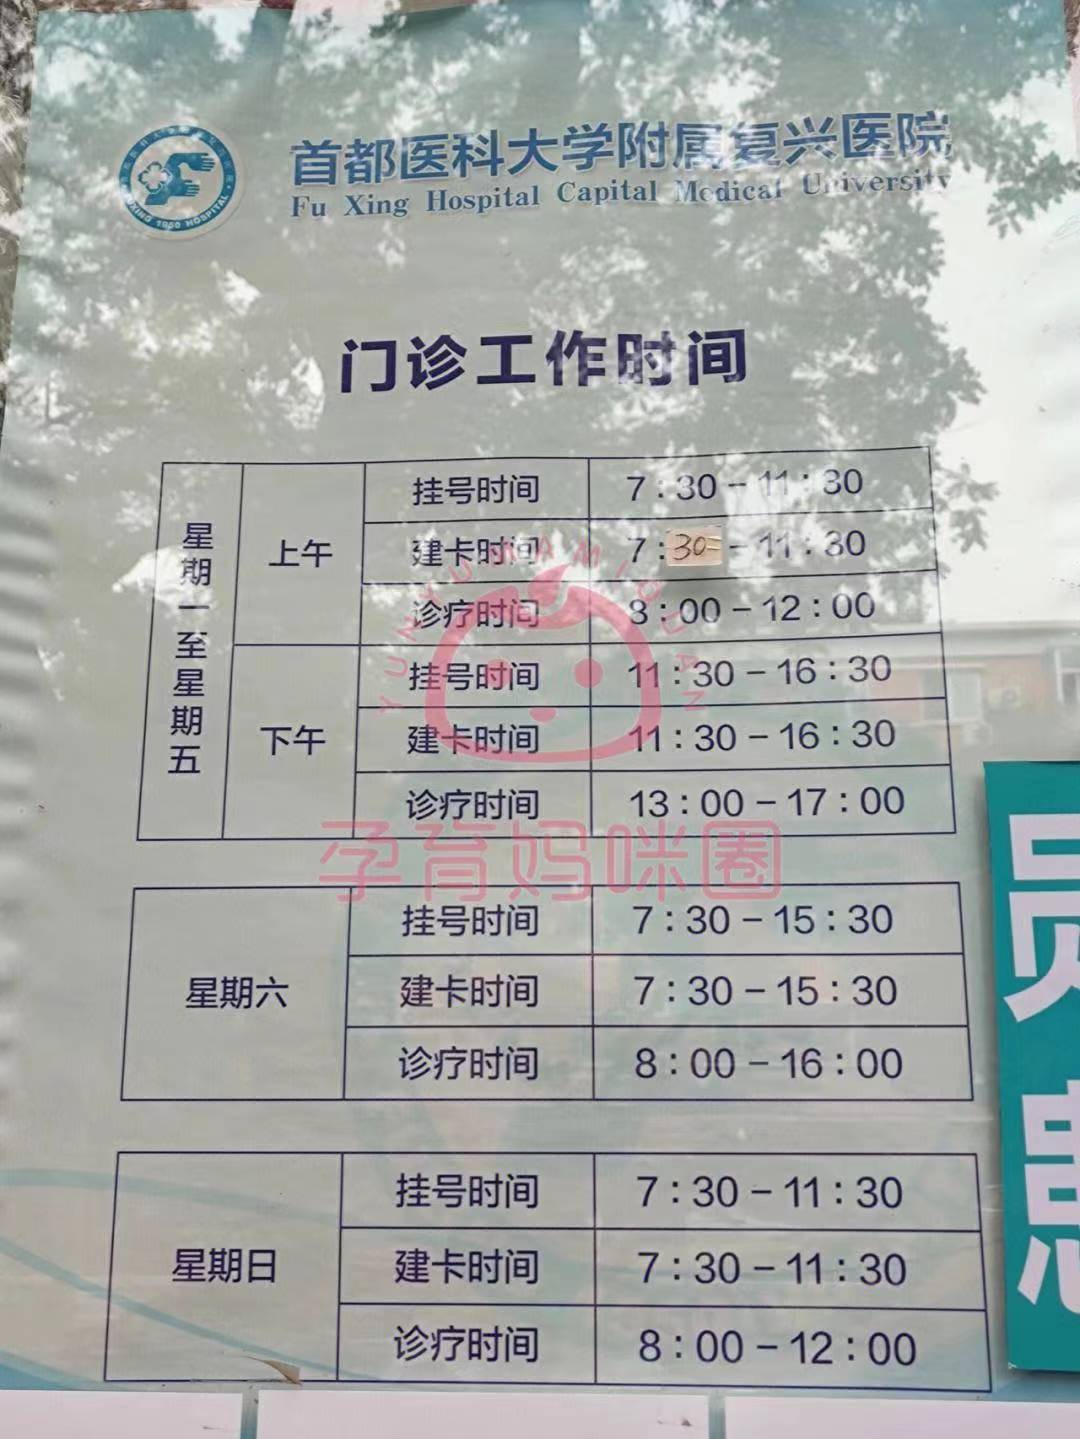 首都医科大学附属复兴医院
Fu Xing Hospital Capital Medical University
XING 1950 HOSPITAL
门诊工作时间
星期一至星期五
上午
挂号时间 7:30-11:30
建卡时间 7:30-11:30
诊疗时间 8:00-12:00
下午
挂号时间 11:30-16:30
建卡时间 11:30-16:30
诊疗时间 13:00-17:00
YUNYUMAMIQUAN
孕育妈咪圈
星期六
挂号时间 7:30-15:30
建卡时间 7:30-15:30
诊疗时间 8:00-16:00
星期日
挂号时间 7:30-11:30
建卡时间 7:30-11:30
诊疗时间 8:00-12:00
员